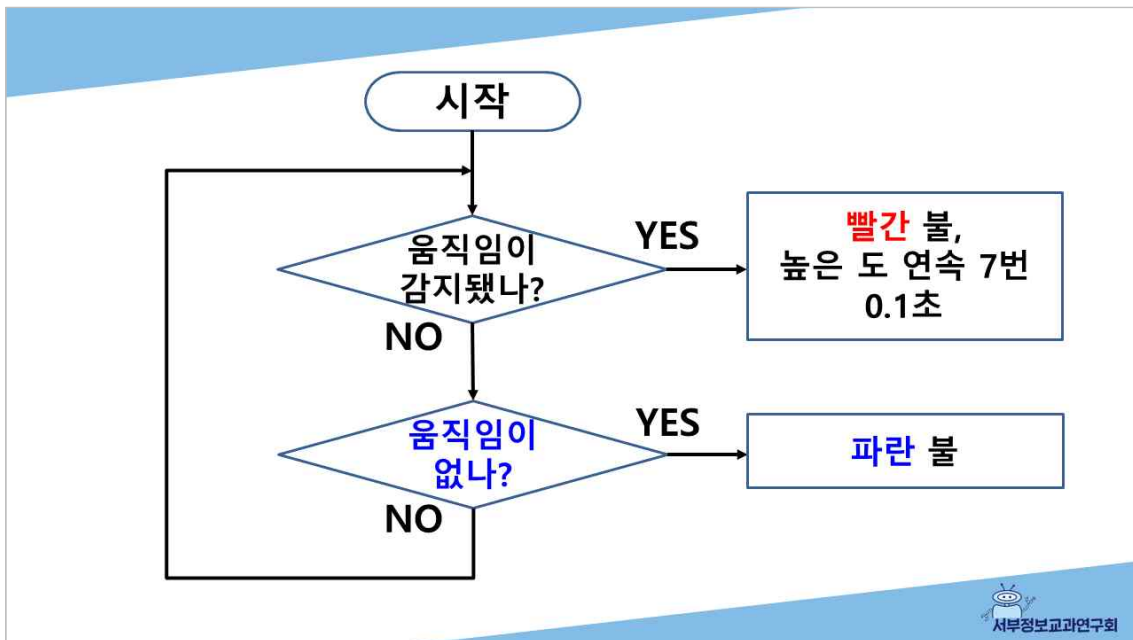 시작
움직임이
감지됐나?
YES
빨간 불,
높은 도 연속 7번
0.1초
NO
움직임이
없나?
YES
파란 불
NO
서부정보교과연구회